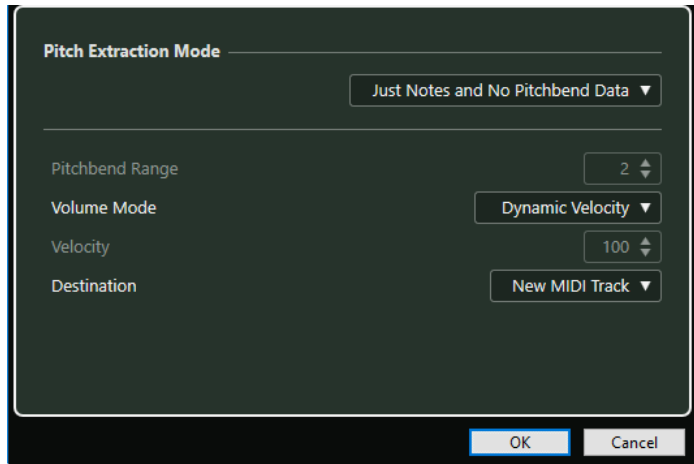 Pitch Extraction Mode
Just Notes and No Pitchbend Data
Pitchbend Range 2
Volume Mode Dynamic Velocity
Velocity 100
Destination New MIDI Track
OK Cancel